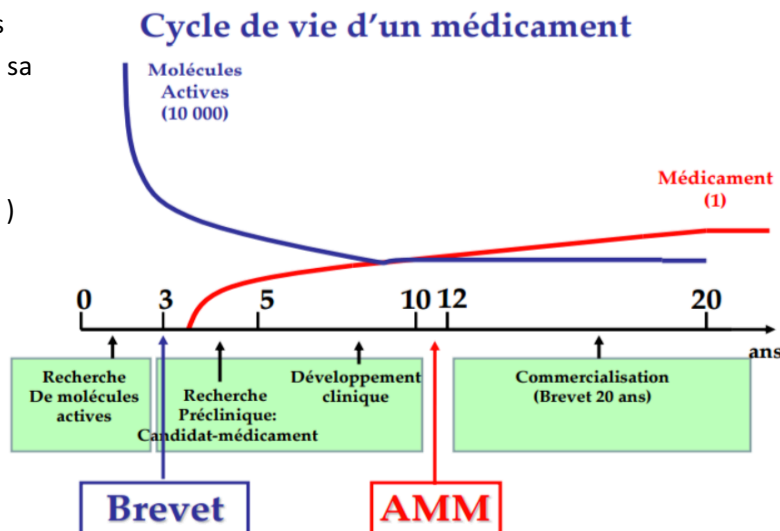 s
sa
)
Cycle de vie d'un médicament
Molécules
Actives
(10 000)
Médicament
(1)
0 3 5 10 12 20
ans
Recherche
De molécules
actives
Recherche
Préclinique:
Candidat-médicament
Développement
clinique
Commercialisation
(Brevet 20 ans)
Brevet
AMM